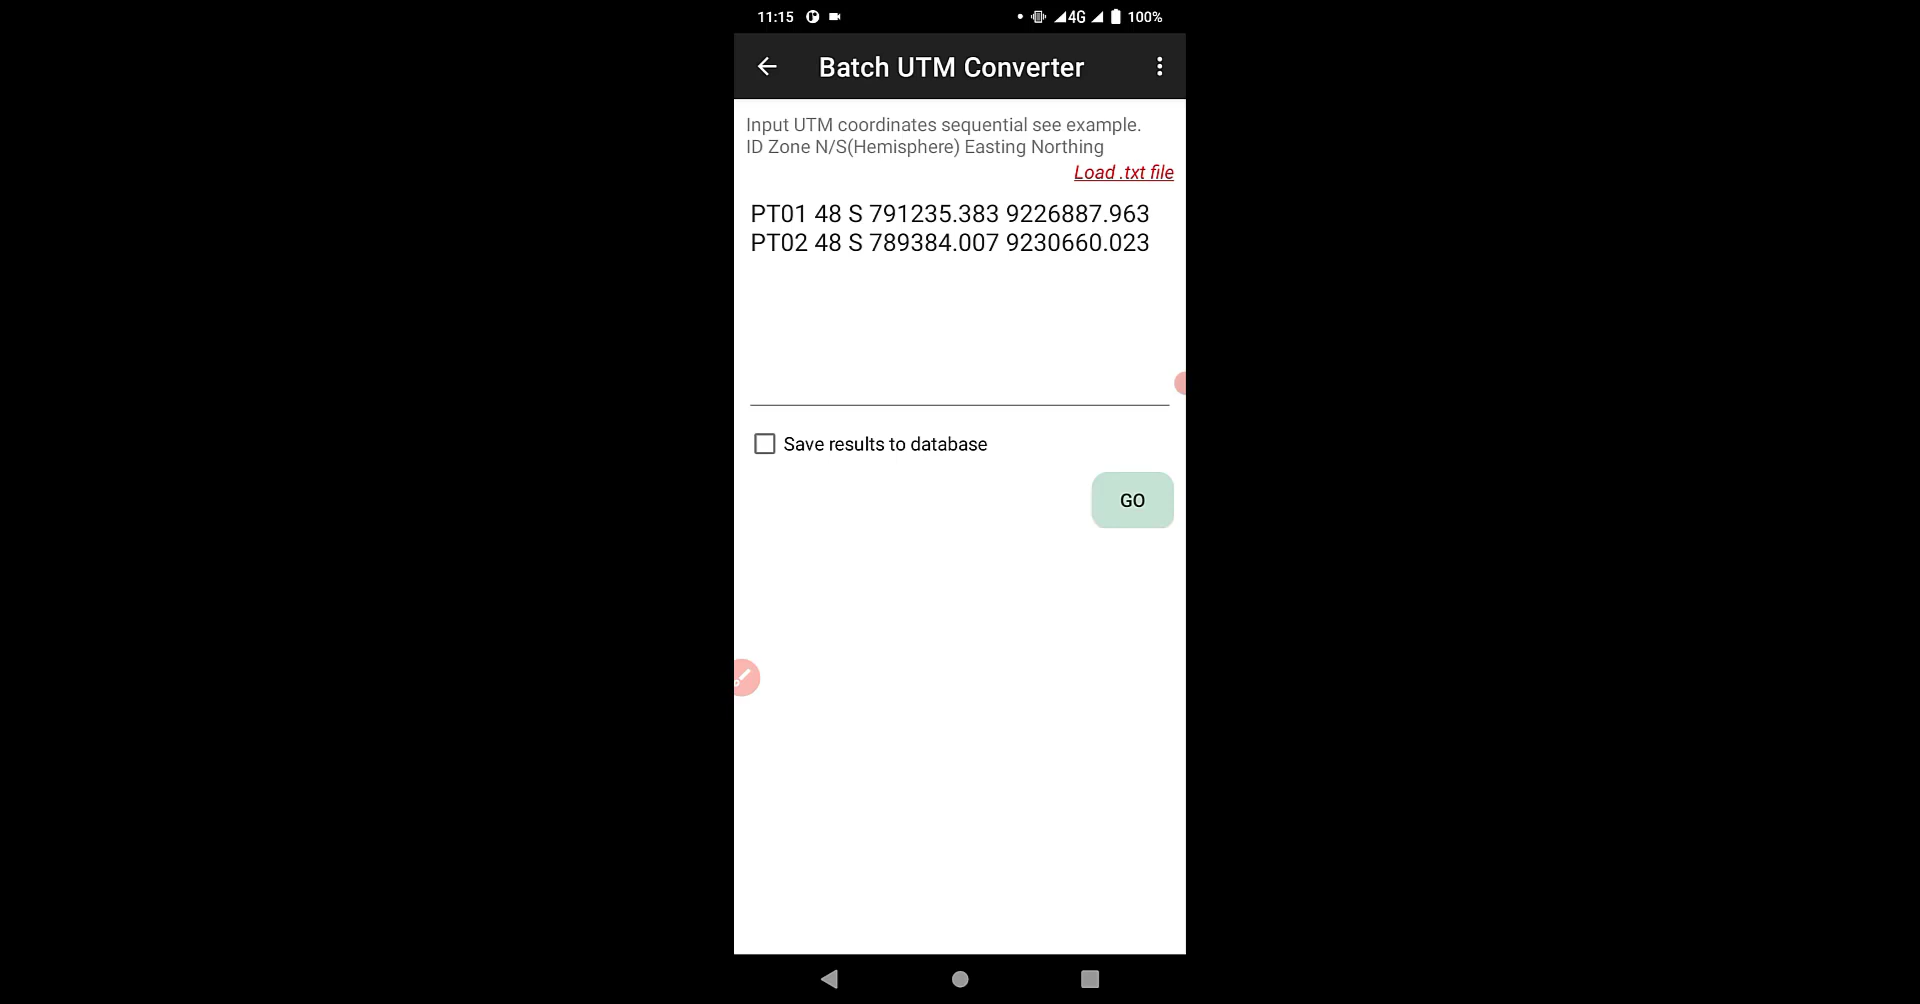 11:15 4G 100%
Batch UTM Converter
Input UTM coordinates sequential see example.
ID Zone N/S(Hemisphere) Easting Northing
Load .txt file
PT01 48 S 791235.383 9226887.963
PT02 48 S 789384.007 9230660.023
Save results to database
GO